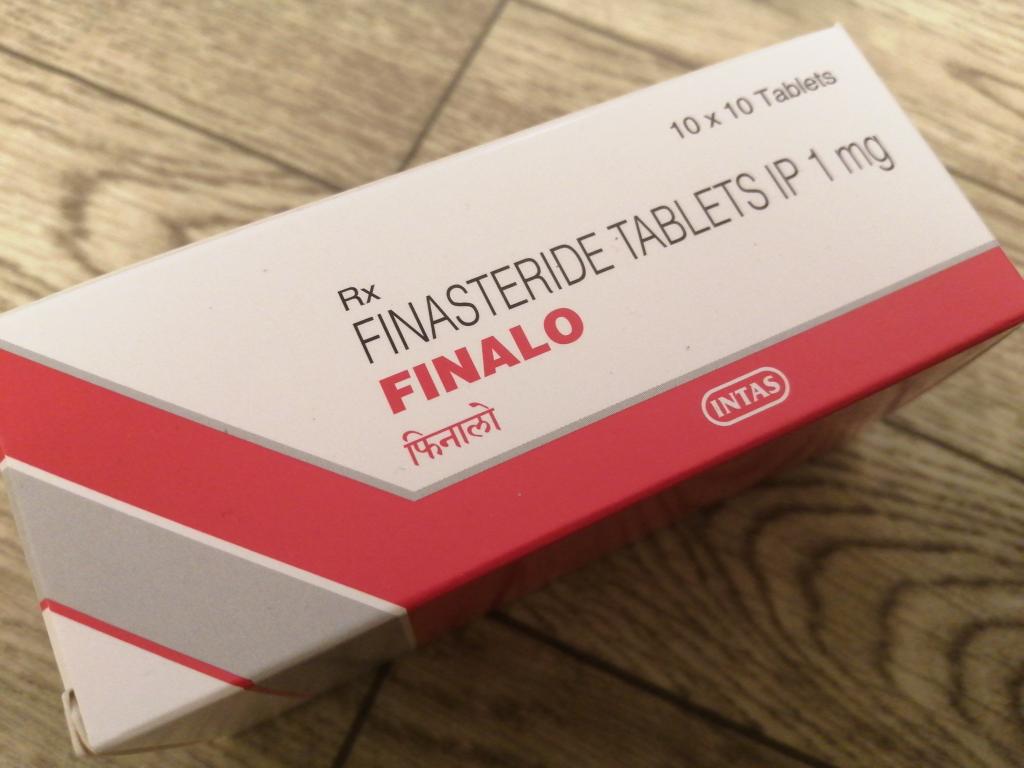 10 x 10 Tablets
Rx
FINASTERIDE TABLETS IP 1 mg
FINALO
फिनालो
INTAS